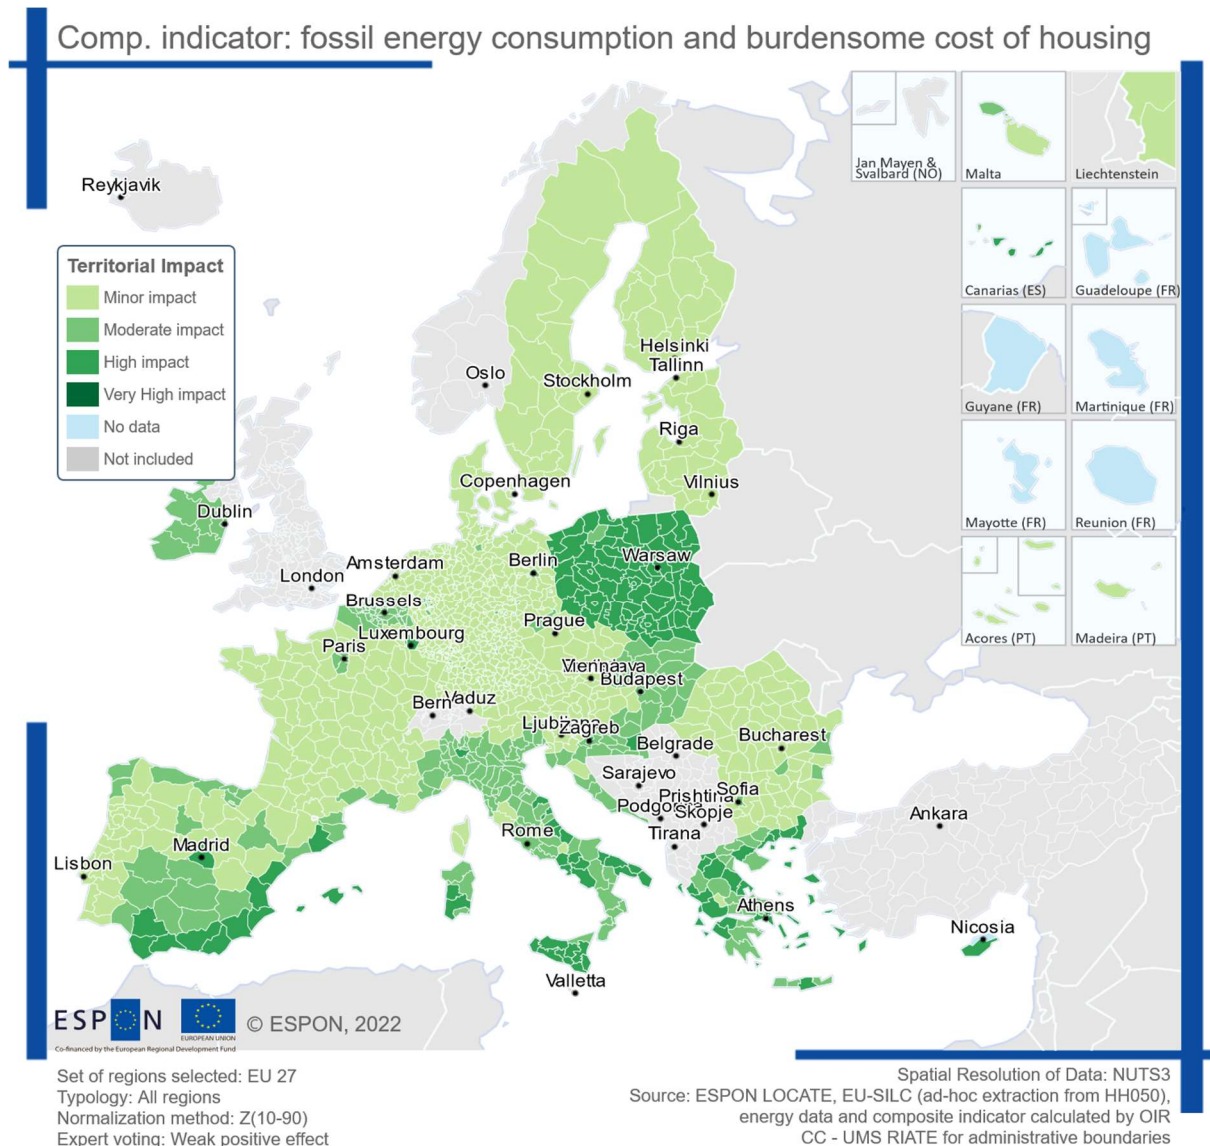 Comp. indicator: fossil energy consumption and burdensome cost of housing
Reykjavik
Territorial Impact
Minor impact
Moderate impact
High impact
Very High impact
No data
Not included
Jan Mayen &
Svalbard (NO)
Malta
Liechtenstein
Canarias (ES)
Guadeloupe (FR)
Guyane (FR)
Martinique (FR)
Mayotte (FR)
Reunion (FR)
Acores (PT)
Madeira (PT)
Oslo
Stockholm
Helsinki
Tallinn
Riga
Vilnius
Copenhagen
Dublin
London
Amsterdam
Berlin
Warsaw
Brussels
Prague
Luxembourg
Paris
Budapest
Bern
Vaduz
Zagreb
Belgrade
Bucharest
Sarajevo
Sofia
Skopje
Tirana
Rome
Madrid
Lisbon
Athens
Ankara
Nicosia
Valletta
ESPON
EUROPEAN UNION
Co-financed by the European Regional Development Fund
© ESPON, 2022
Set of regions selected: EU 27
Typology: All regions
Normalization method: Z(10-90)
Expert voting: Weak positive effect
Spatial Resolution of Data: NUTS3
Source: ESPON LOCATE, EU-SILC (ad-hoc extraction from HH050),
energy data and composite indicator calculated by OIR
CC - UMS RIATE for administrative boundaries